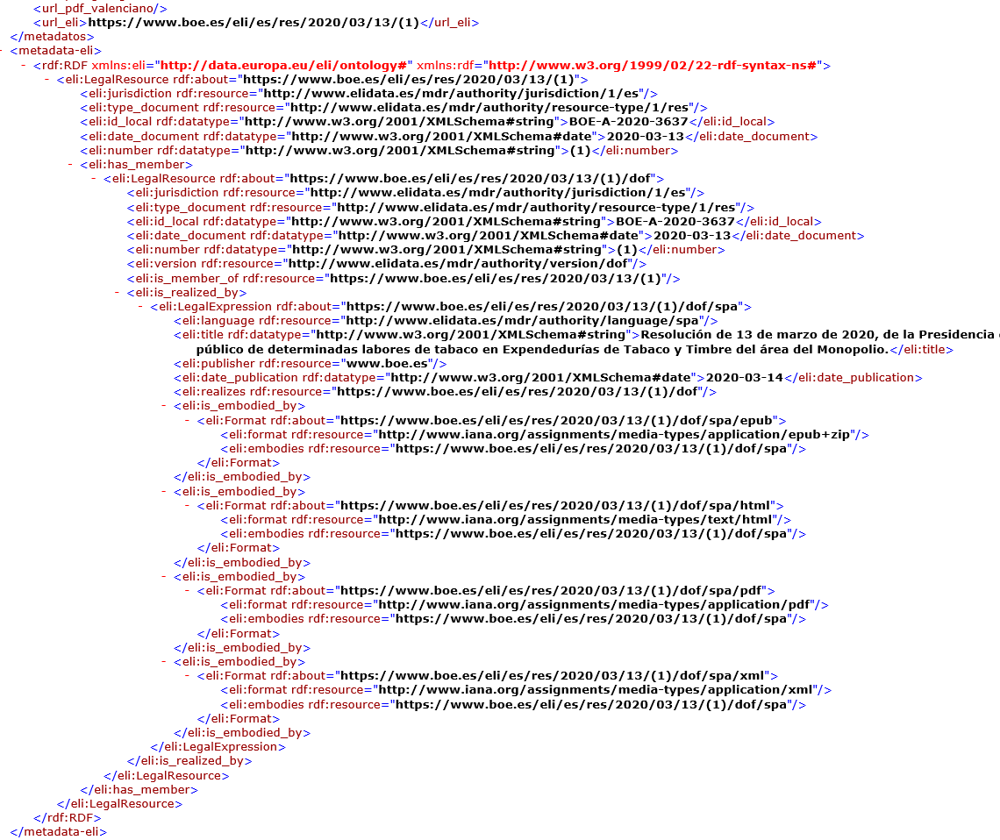 <url_pdf_valenciano/>
<url_eli>https://www.boe.es/eli/es/res/2020/03/13/(1)</url_eli>
</metadatos>
- <metadata-eli>
- <rdf:RDF xmlns:eli="http://data.europa.eu/eli/ontology#" xmlns:rdf="http://www.w3.org/1999/02/22-rdf-syntax-ns#">
- <eli:LegalResource rdf:about="https://www.boe.es/eli/es/res/2020/03/13/(1)">
<eli:jurisdiction rdf:resource="http://www.elidata.es/mdr/authority/jurisdiction/1/es"/>
<eli:type_document rdf:resource="http://www.elidata.es/mdr/authority/resource-type/1/res"/>
<eli:id_local rdf:datatype="http://www.w3.org/2001/XMLSchema#string">BOE-A-2020-3637</eli:id_local>
<eli:date_document rdf:datatype="http://www.w3.org/2001/XMLSchema#date">2020-03-13</eli:date_document>
<eli:number rdf:datatype="http://www.w3.org/2001/XMLSchema#string">(1)</eli:number>
- <eli:has_member>
- <eli:LegalResource rdf:about="https://www.boe.es/eli/es/res/2020/03/13/(1)/dof">
<eli:jurisdiction rdf:resource="http://www.elidata.es/mdr/authority/jurisdiction/1/es"/>
<eli:type_document rdf:resource="http://www.elidata.es/mdr/authority/resource-type/1/res"/>
<eli:id_local rdf:datatype="http://www.w3.org/2001/XMLSchema#string">BOE-A-2020-3637</eli:id_local>
<eli:date_document rdf:datatype="http://www.w3.org/2001/XMLSchema#date">2020-03-13</eli:date_document>
<eli:number rdf:datatype="http://www.w3.org/2001/XMLSchema#string">(1)</eli:number>
<eli:version rdf:resource="http://www.elidata.es/mdr/authority/version/dof"/>
<eli:is_member_of rdf:resource="https://www.boe.es/eli/es/res/2020/03/13/(1)"/>
- <eli:is_realized_by>
- <eli:LegalExpression rdf:about="https://www.boe.es/eli/es/res/2020/03/13/(1)/dof/spa">
<eli:language rdf:resource="http://www.elidata.es/mdr/authority/language/spa"/>
<eli:title rdf:datatype="http://www.w3.org/2001/XMLSchema#string">Resolución de 13 de marzo de 2020, de la Presidencia
público de determinadas labores de tabaco en Expendedurías de Tabaco y Timbre del área del Monopolio.</eli:title>
<eli:publisher rdf:resource="www.boe.es"/>
<eli:date_publication rdf:datatype="http://www.w3.org/2001/XMLSchema#date">2020-03-14</eli:date_publication>
<eli:realizes rdf:resource="https://www.boe.es/eli/es/res/2020/03/13/(1)/dof"/>
- <eli:is_embodied_by>
- <eli:Format rdf:about="https://www.boe.es/eli/es/res/2020/03/13/(1)/dof/spa/epub">
<eli:format rdf:resource="http://www.iana.org/assignments/media-types/application/epub+zip"/>
<eli:embodies rdf:resource="https://www.boe.es/eli/es/res/2020/03/13/(1)/dof/spa"/>
</eli:Format>
</eli:is_embodied_by>
- <eli:is_embodied_by>
- <eli:Format rdf:about="https://www.boe.es/eli/es/res/2020/03/13/(1)/dof/spa/html">
<eli:format rdf:resource="http://www.iana.org/assignments/media-types/text/html"/>
<eli:embodies rdf:resource="https://www.boe.es/eli/es/res/2020/03/13/(1)/dof/spa"/>
</eli:Format>
</eli:is_embodied_by>
- <eli:is_embodied_by>
- <eli:Format rdf:about="https://www.boe.es/eli/es/res/2020/03/13/(1)/dof/spa/pdf">
<eli:format rdf:resource="http://www.iana.org/assignments/media-types/application/pdf"/>
<eli:embodies rdf:resource="https://www.boe.es/eli/es/res/2020/03/13/(1)/dof/spa"/>
</eli:Format>
</eli:is_embodied_by>
- <eli:is_embodied_by>
- <eli:Format rdf:about="https://www.boe.es/eli/es/res/2020/03/13/(1)/dof/spa/xml">
<eli:format rdf:resource="http://www.iana.org/assignments/media-types/application/xml"/>
<eli:embodies rdf:resource="https://www.boe.es/eli/es/res/2020/03/13/(1)/dof/spa"/>
</eli:Format>
</eli:is_embodied_by>
</eli:LegalExpression>
</eli:is_realized_by>
</eli:LegalResource>
</eli:has_member>
</eli:LegalResource>
</rdf:RDF>
</metadata-eli>